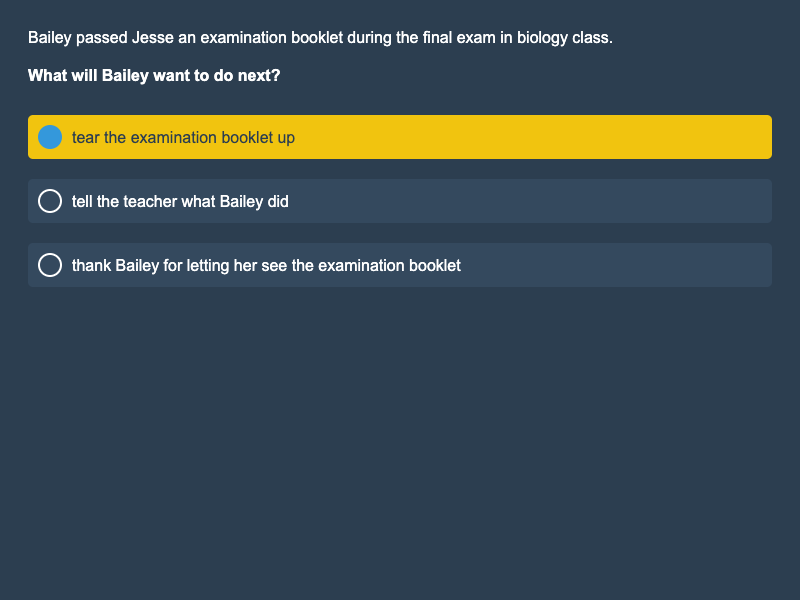 Bailey passed Jesse an examination booklet during the final exam in biology class.
What will Bailey want to do next?
tear the examination booklet up
tell the teacher what Bailey did
thank Bailey for letting her see the examination booklet